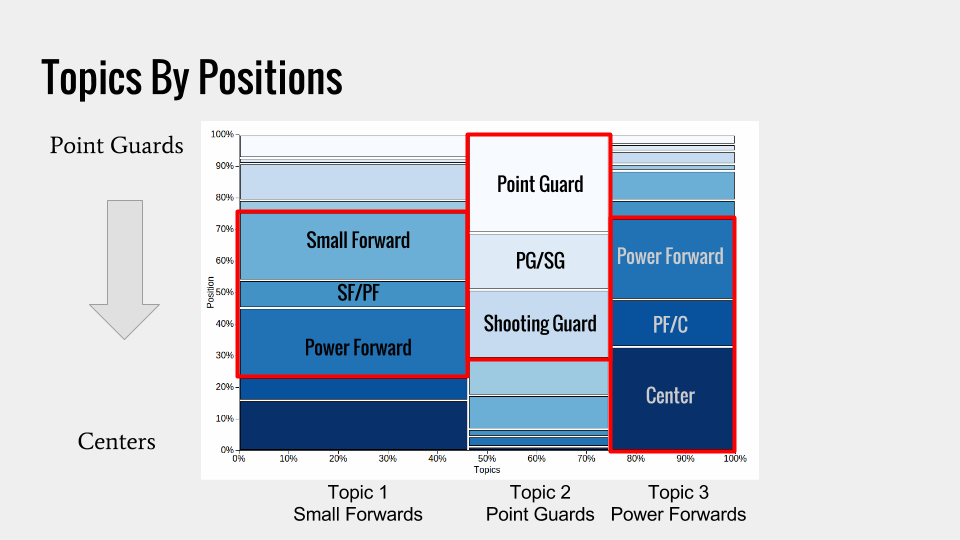 Topics By Positions
Point Guards
Centers
Position
100%
90%
80%
70%
60%
50%
40%
30%
20%
10%
0%
Small Forward
SF/PF
Power Forward
Point Guard
PG/SG
Shooting Guard
Power Forward
PF/C
Center
0% 10% 20% 30% 40% 50% 60% 70% 80% 90% 100%
Topics
Topic 1
Small Forwards
Topic 2
Point Guards
Topic 3
Power Forwards